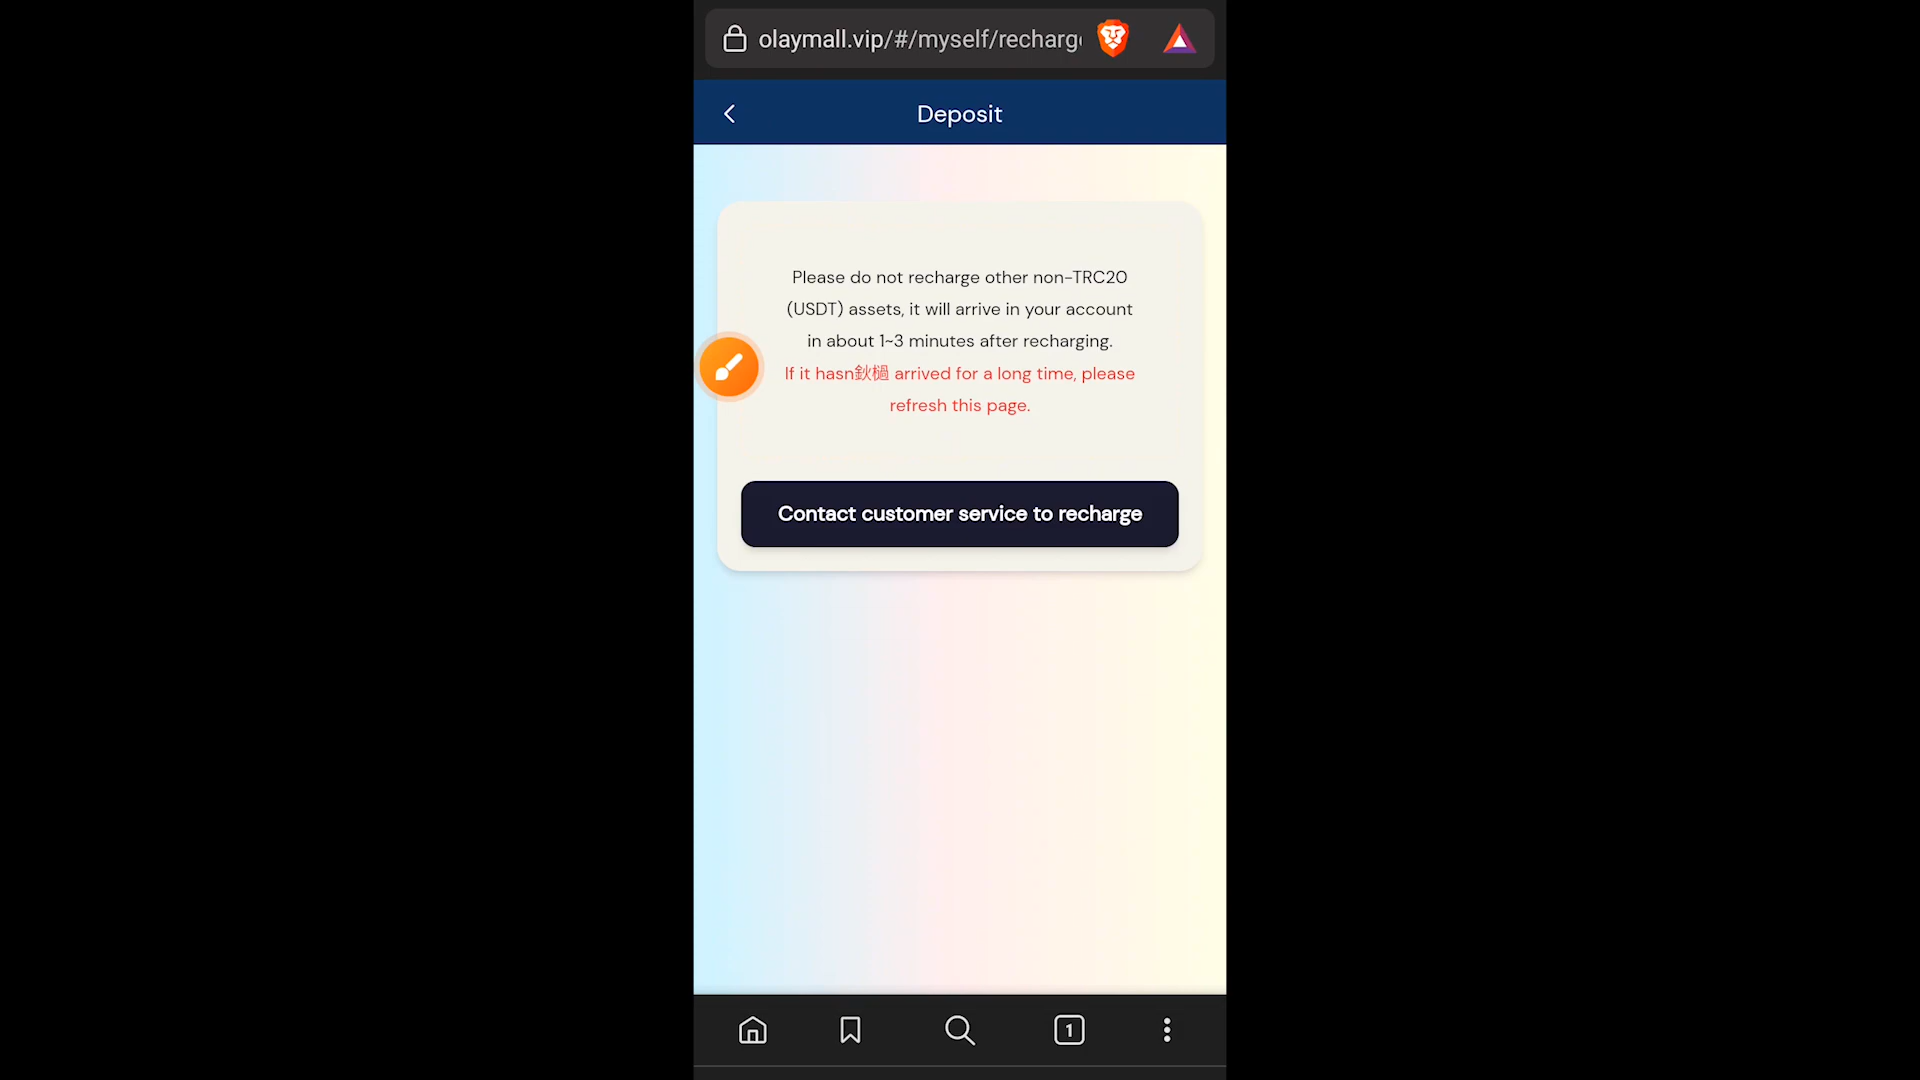 olaymall.vip/#/myself/recharge
Deposit
Please do not recharge other non-TRC20
(USDT) assets, it will arrive in your account
in about 1~3 minutes after recharging.
If it hasn鈥檛 arrived for a long time, please
refresh this page.
Contact customer service to recharge
1